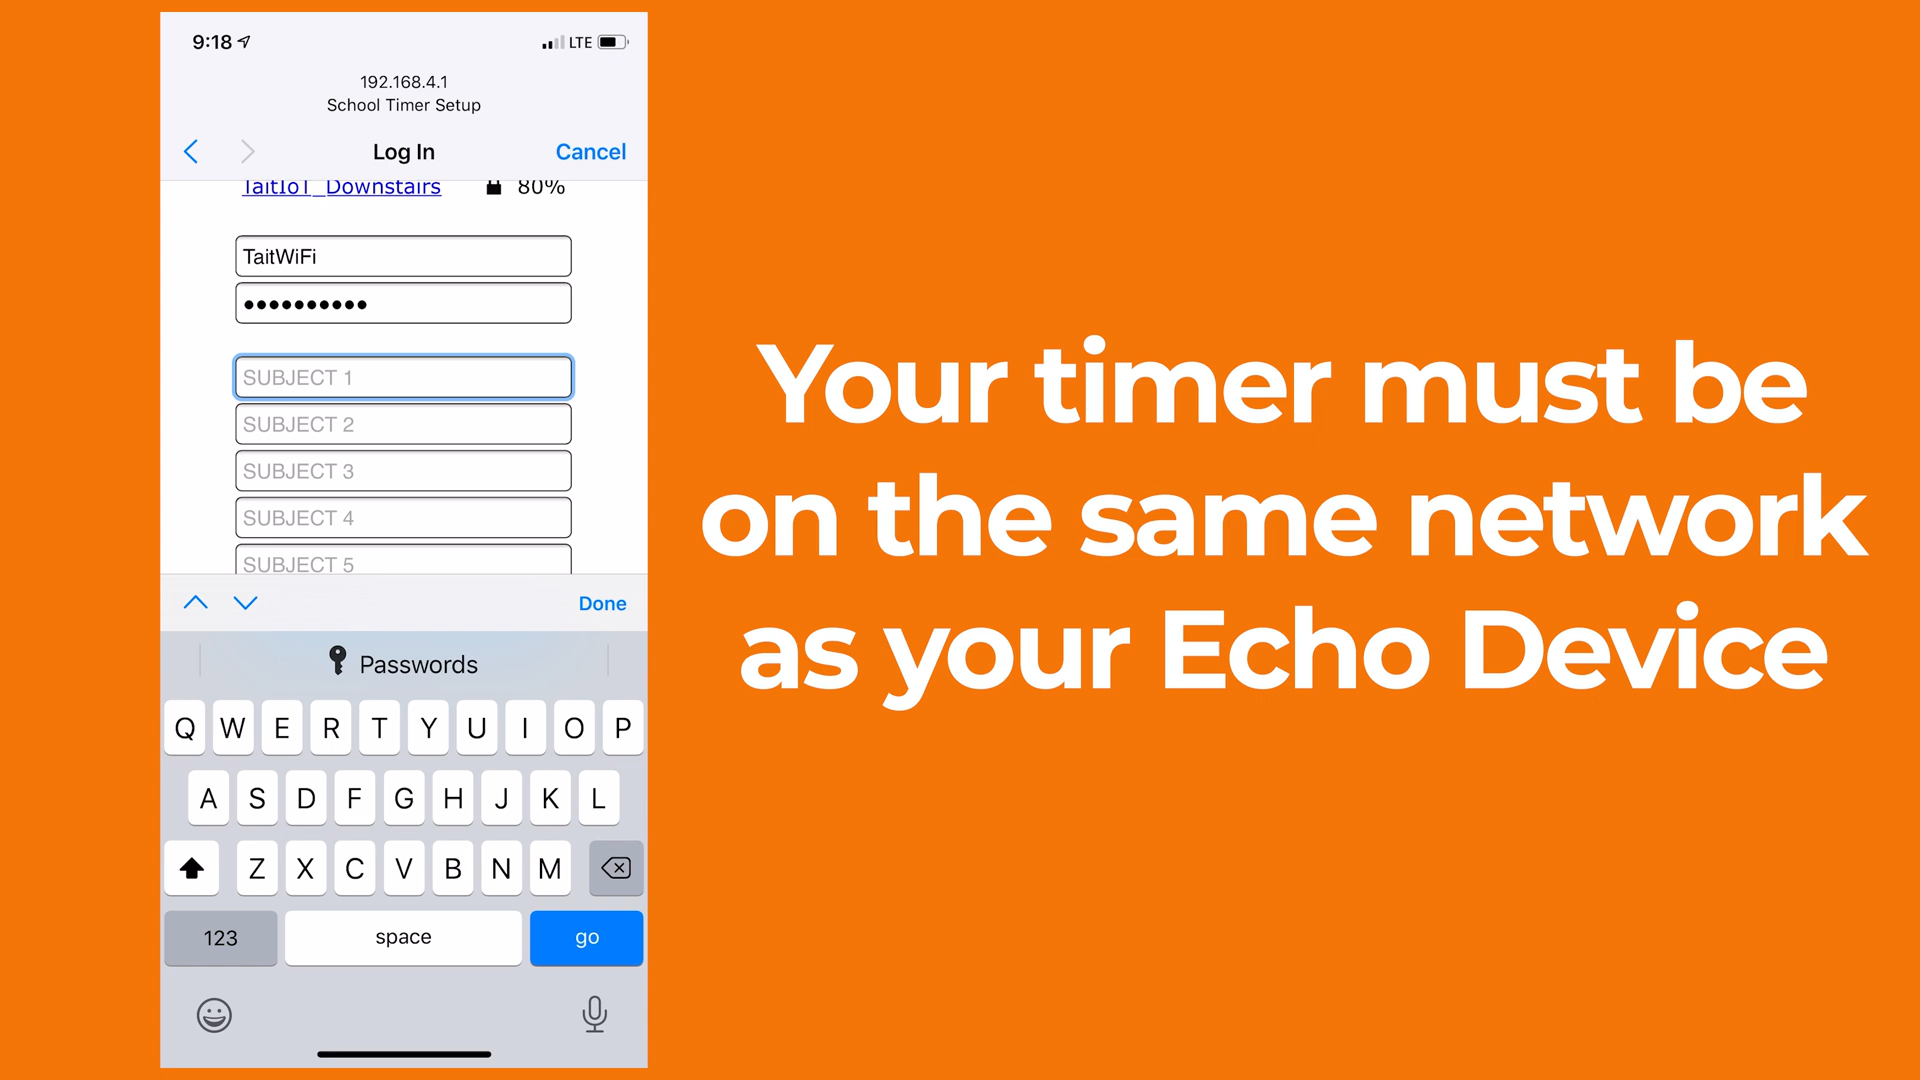 9:18
LTE
192.168.4.1
School Timer Setup
Log In
Cancel
TaitIoT_Downstairs
80%
TaitWiFi
●●●●●●●●●●
SUBJECT 1
SUBJECT 2
SUBJECT 3
SUBJECT 4
SUBJECT 5
Done
Passwords
Q W E R T Y U I O P
A S D F G H J K L
Z X C V B N M
123
space
go
Your timer must be
on the same network
as your Echo Device